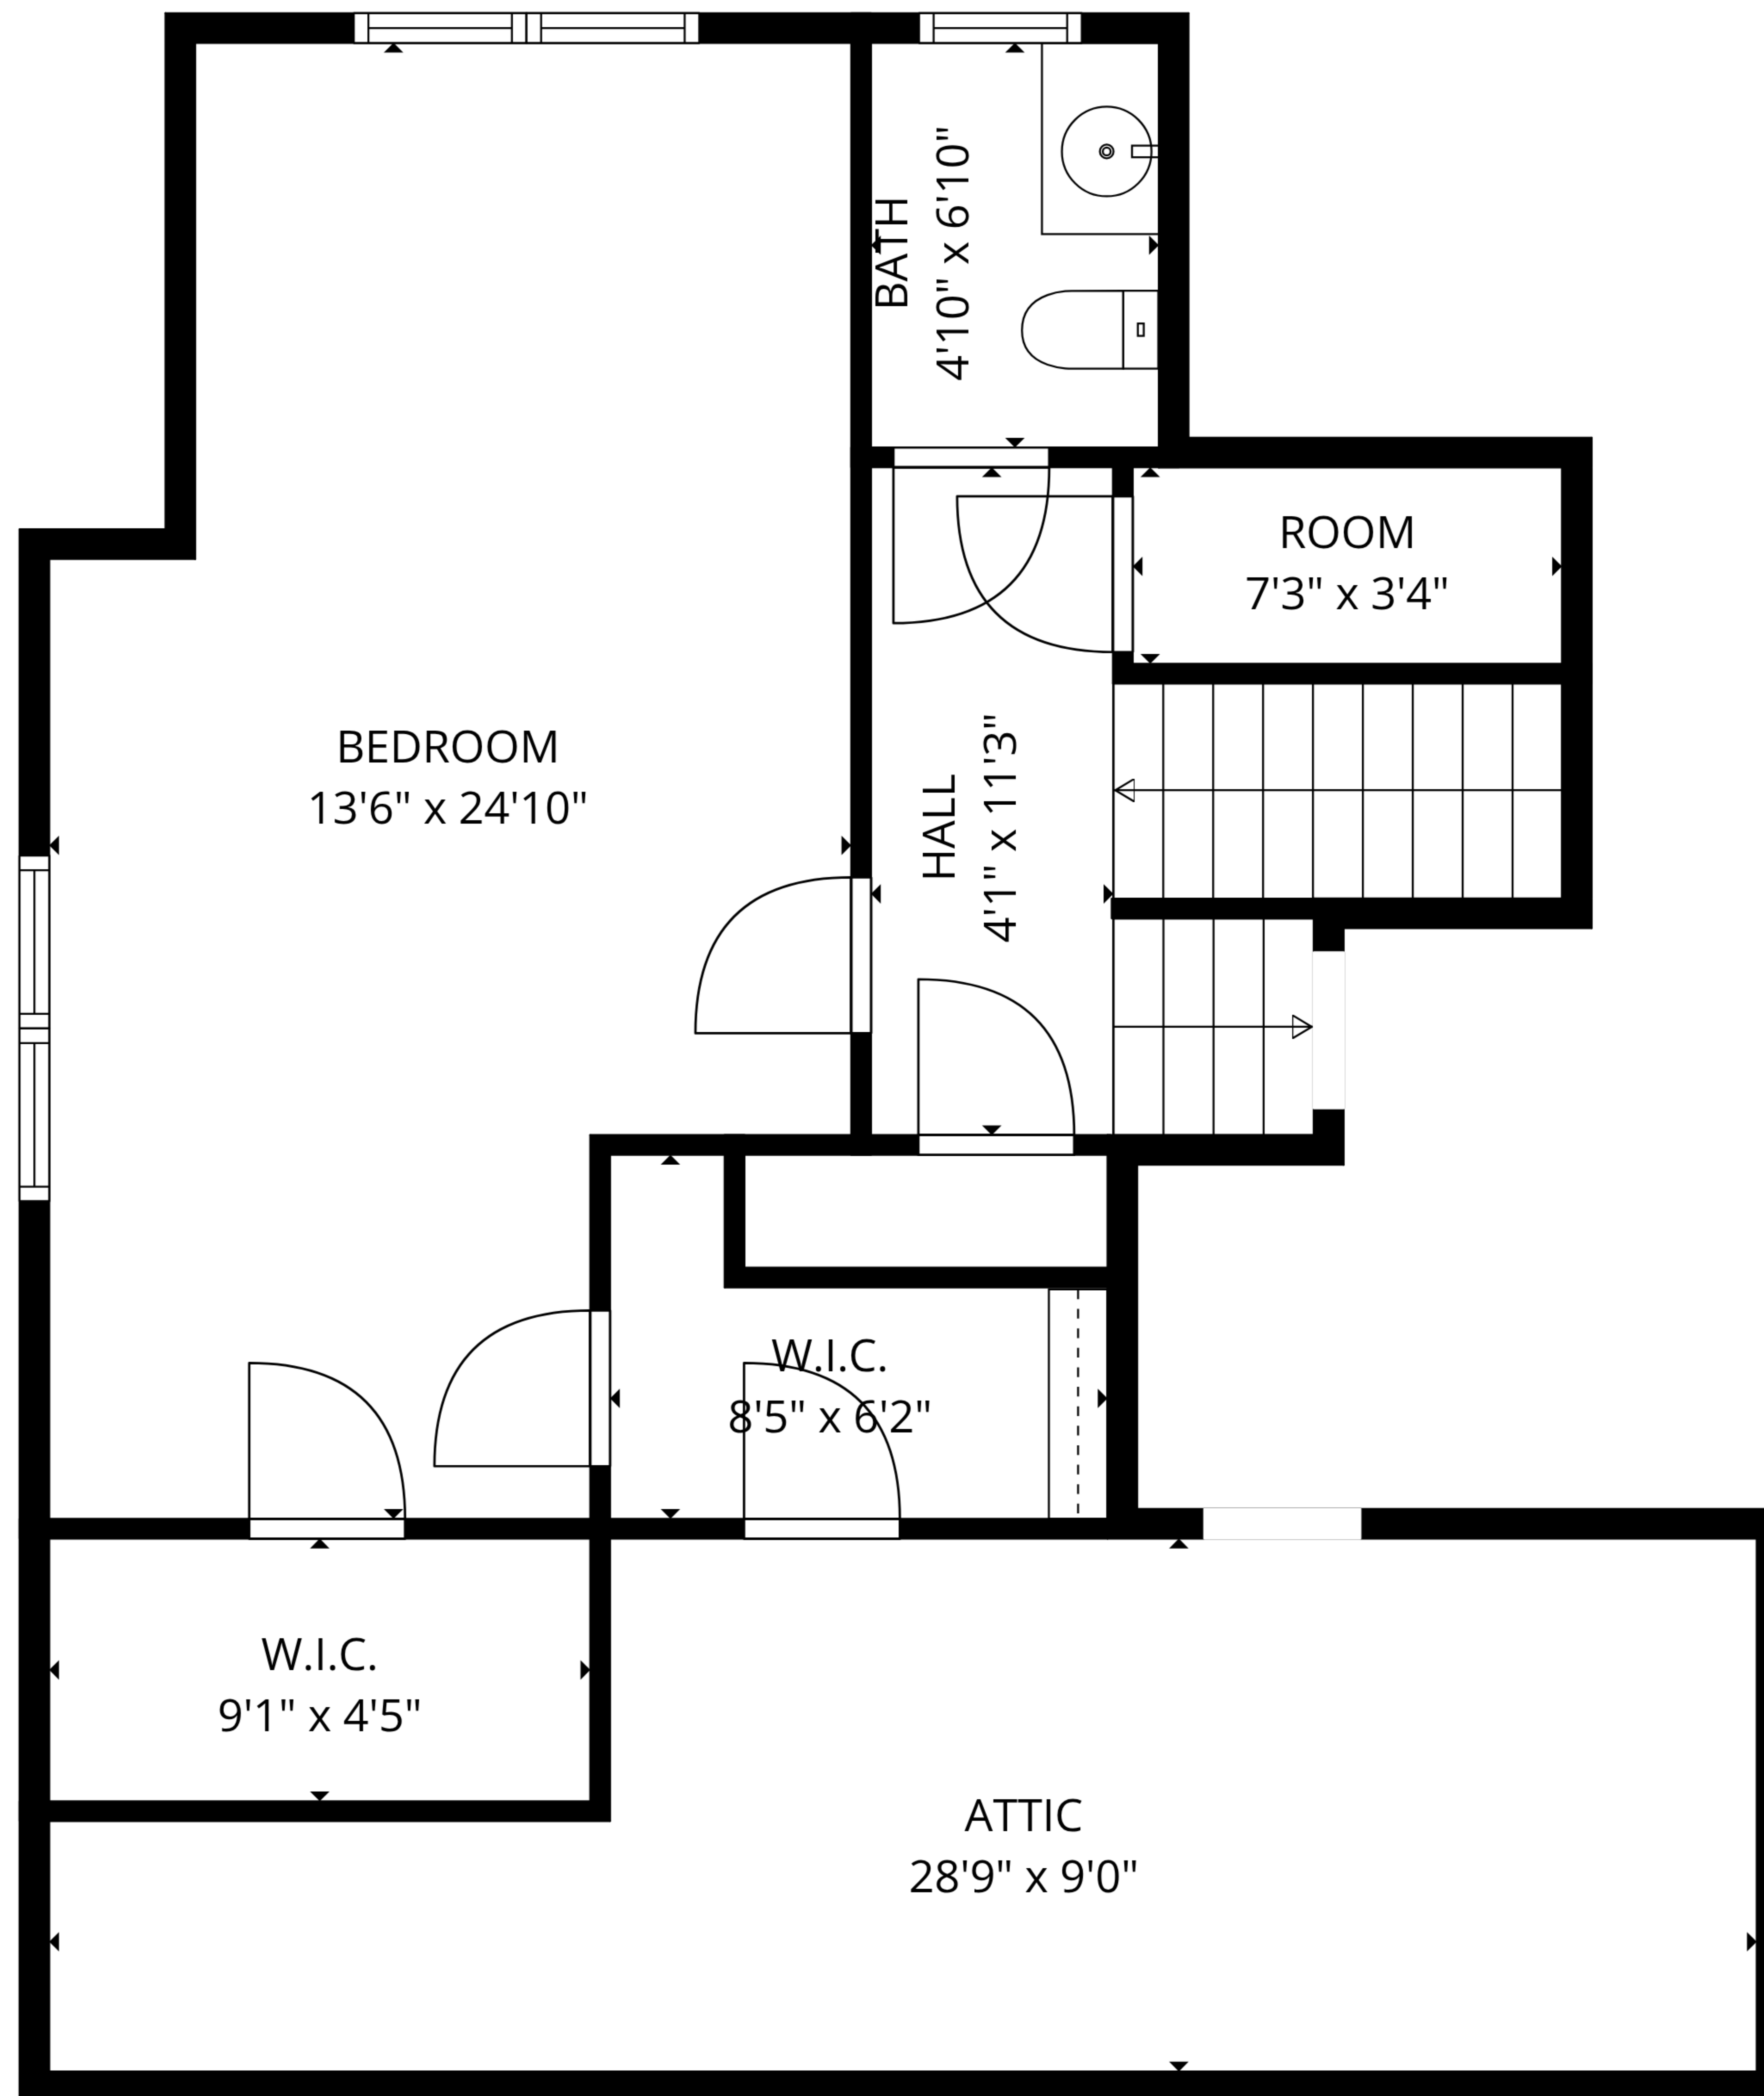 BATH
4'10" x 6'10"
ROOM
7'3" x 3'4"
BEDROOM
13'6" x 24'10"
HALL
4'1" x 11'3"
W.I.C.
8'5" x 6'2"
W.I.C.
9'1" x 4'5"
ATTIC
28'9" x 9'0"